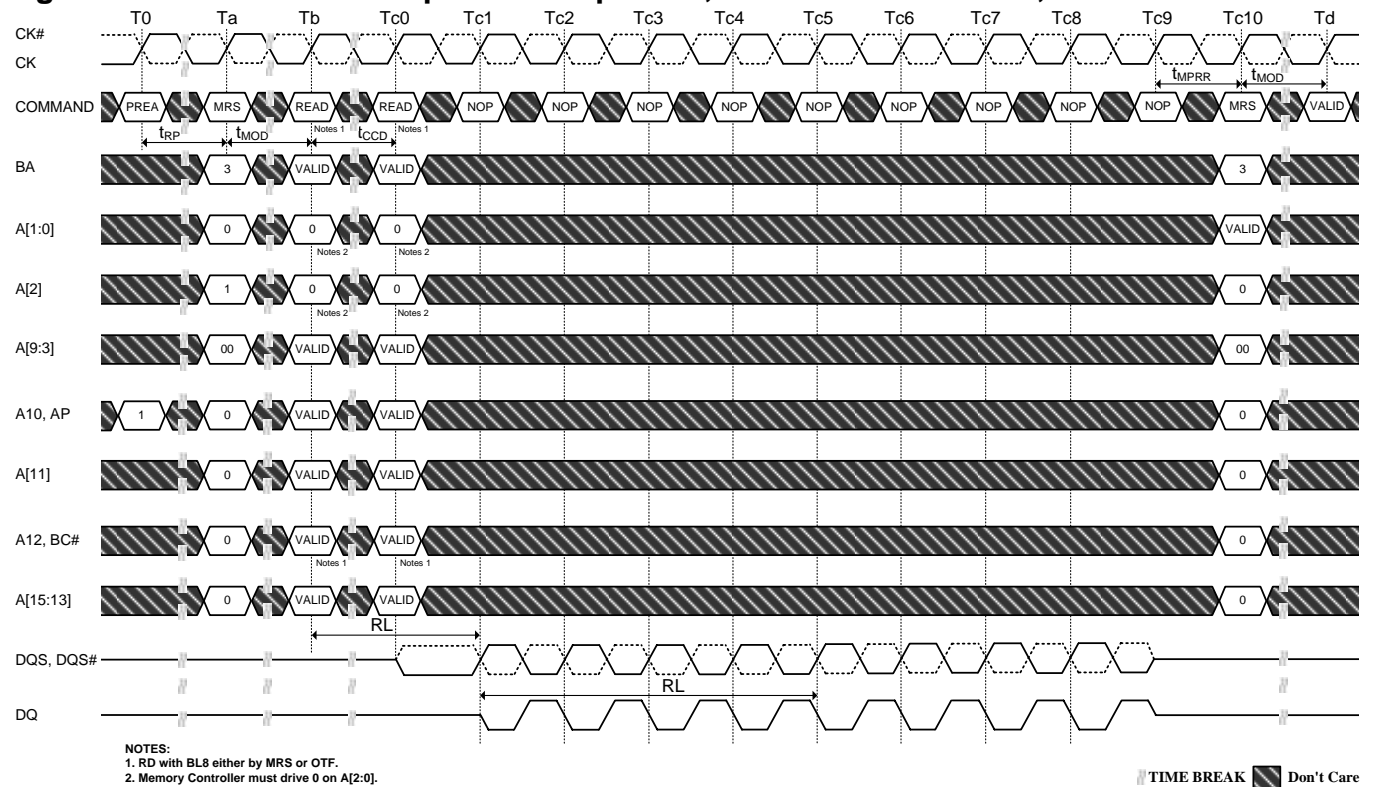 T0 Ta Tb Tc0 Tc1 Tc2 Tc3 Tc4 Tc5 Tc6 Tc7 Tc8 Tc9 Tc10 Td
CK#
CK
tMPRR tMOD
COMMAND PREA MRS READ READ NOP NOP NOP NOP NOP NOP NOP NOP NOP MRS VALID
Notes 1 Notes 1
tRP tMOD tCCD
BA 3 VALID VALID 3
A[1:0] 0 0 0 VALID
Notes 2 Notes 2
A[2] 1 0 0 0
Notes 2 Notes 2
A[9:3] 00 VALID VALID 00
A10, AP 1 0 VALID VALID 0
A[11] 0 VALID VALID 0
A12, BC# 0 VALID VALID 0
Notes 1 Notes 1
A[15:13] 0 VALID VALID 0
RL
DQS, DQS#
RL
DQ
NOTES:
1. RD with BL8 either by MRS or OTF.
2. Memory Controller must drive 0 on A[2:0].
TIME BREAK Don't Care